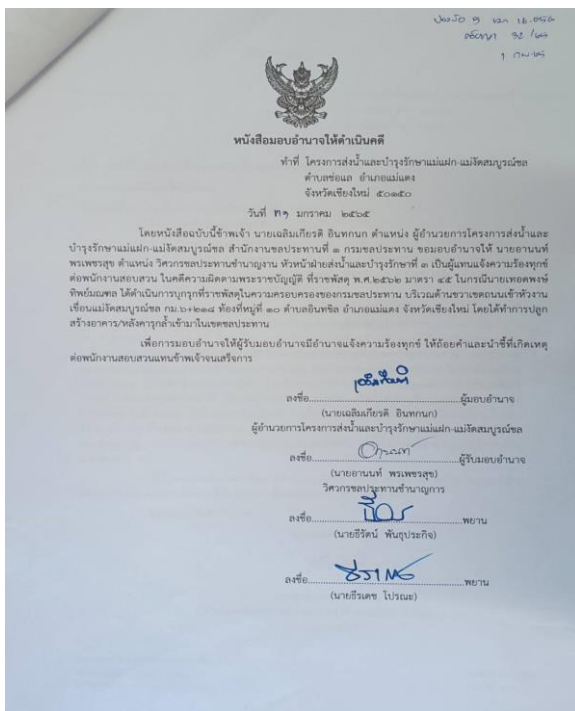 หนังสือมอบอำนาจให้ดำเนินคดี
ทำที่ โครงการส่งน้ำและบำรุงรักษาแม่แฝก-แม่งัดสมบูรณ์ชล
ตำบลช่อแล อำเภอแม่แตง
จังหวัดเชียงใหม่ ๕๐๑๕๐
วันที่ ๓๑ มกราคม ๒๕๖๕
โดยหนังสือฉบับนี้ข้าพเจ้า นายเฉลิมเกียรติ อินทกนก ตำแหน่ง ผู้อำนวยการโครงการส่งน้ำและ
บำรุงรักษาแม่แฝก-แม่งัดสมบูรณ์ชล สำนักงานชลประทานที่ ๑ กรมชลประทาน ขอมอบอำนาจให้ นายอานนท์
พรเพชรสุข ตำแหน่ง วิศวกรชลประทานชำนาญงาน หัวหน้าฝ่ายส่งน้ำและบำรุงรักษาที่ ๓ เป็นผู้แทนแจ้งความร้องทุกข์
ต่อพนักงานสอบสวน ในคดีความผิดตามพระราชบัญญัติ ที่ราชพัสดุ พ.ศ.๒๕๖๒ มาตรา ๔๕ ในกรณีนายเทอดพงษ์
ทิพย์มณฑล ได้ดำเนินการบุกรุกที่ราชพัสดุในความครอบครองของกรมชลประทาน บริเวณด้านขวาเขตถนนเข้าหัวงาน
เขื่อนแม่งัดสมบูรณ์ชล กม.๖+๒๑๘ ท้องที่หมู่ที่ ๑๐ ตำบลอินทขิล อำเภอแม่แตง จังหวัดเชียงใหม่ โดยได้ทำการปลูก
สร้างอาคาร/หลังคารุกล้ำเข้ามาในเขตชลประทาน
เพื่อการมอบอำนาจให้ผู้รับมอบอำนาจมีอำนาจแจ้งความร้องทุกข์ ให้ถ้อยคำและนำชี้ที่เกิดเหตุ
ต่อพนักงานสอบสวนแทนข้าพเจ้าจนเสร็จการ
ลงชื่อ..............................ผู้มอบอำนาจ
(นายเฉลิมเกียรติ อินทกนก)
ผู้อำนวยการโครงการส่งน้ำและบำรุงรักษาแม่แฝก-แม่งัดสมบูรณ์ชล
ลงชื่อ..............................ผู้รับมอบอำนาจ
(นายอานนท์ พรเพชรสุข)
วิศวกรชลประทานชำนาญการ
ลงชื่อ..............................พยาน
(นายธีรัตน์ พันธุประกิจ)
ลงชื่อ..............................พยาน
(นายธีรเดช โปรณะ)